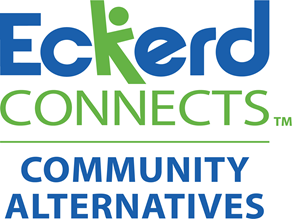 Eckerd
CONNECTS™
COMMUNITY
ALTERNATIVES